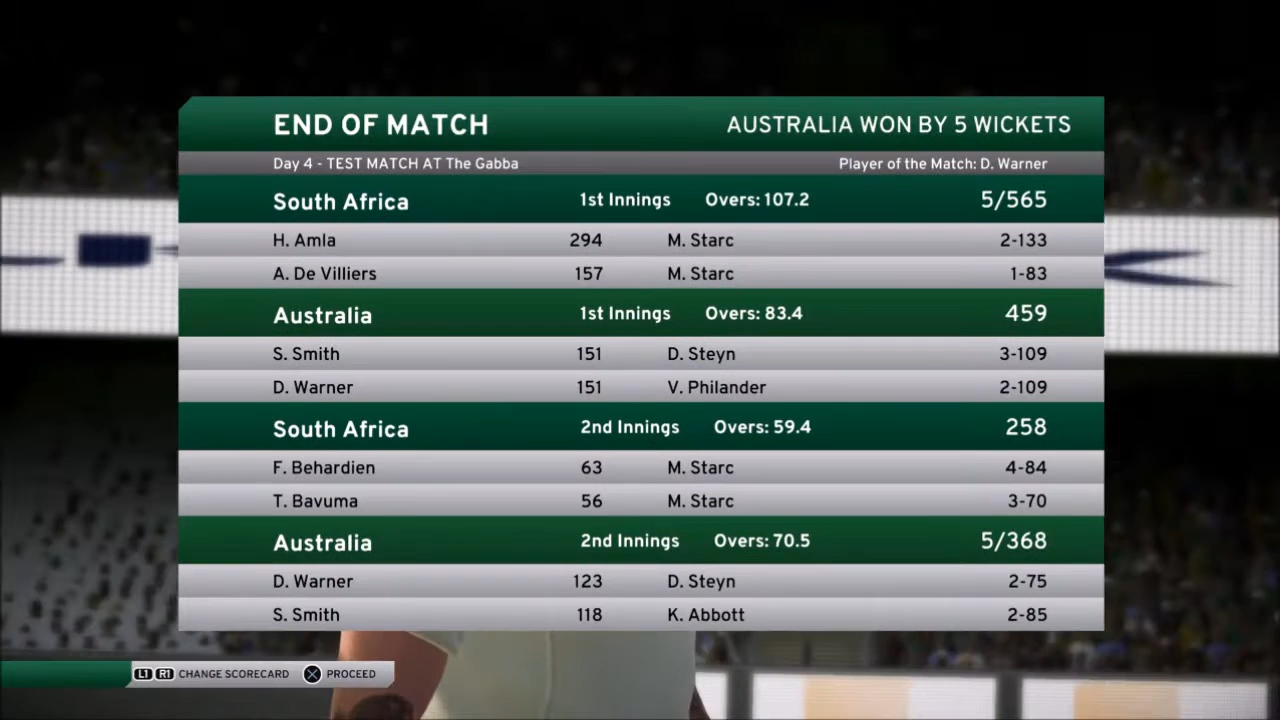 END OF MATCH AUSTRALIA WON BY 5 WICKETS
Day 4 - TEST MATCH AT The Gabba Player of the Match: D. Warner
South Africa 1st Innings Overs: 107.2 5/565
H. Amla 294 M. Starc 2-133
A. De Villiers 157 M. Starc 1-83
Australia 1st Innings Overs: 83.4 459
S. Smith 151 D. Steyn 3-109
D. Warner 151 V. Philander 2-109
South Africa 2nd Innings Overs: 59.4 258
F. Behardien 63 M. Starc 4-84
T. Bavuma 56 M. Starc 3-70
Australia 2nd Innings Overs: 70.5 5/368
D. Warner 123 D. Steyn 2-75
S. Smith 118 K. Abbott 2-85
L1 R1 CHANGE SCORECARD X PROCEED